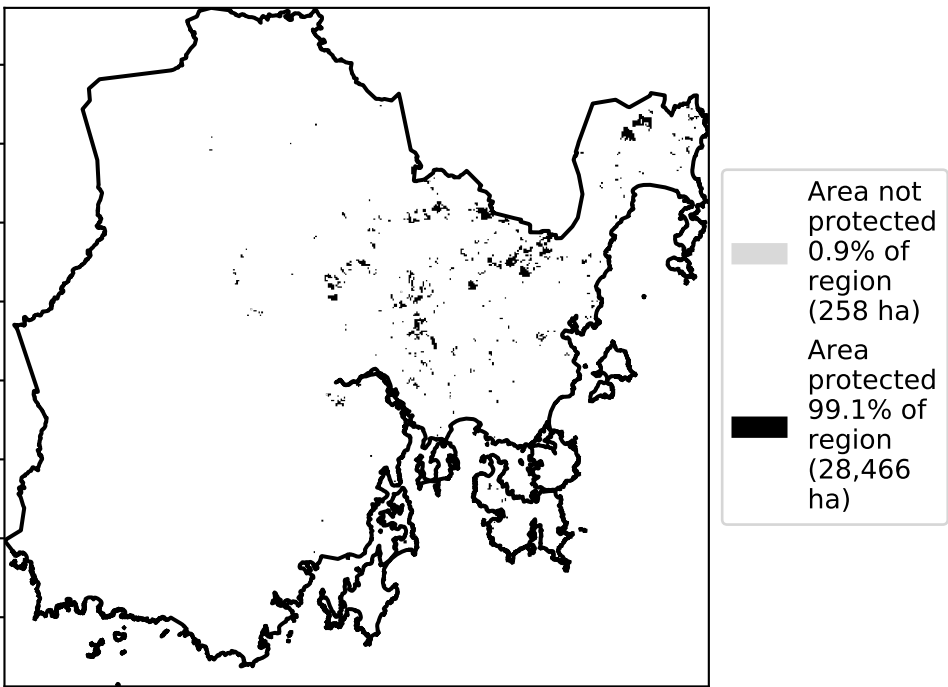 Area not
protected
0.9% of
region
(258 ha)
Area
protected
99.1% of
region
(28,466
ha)